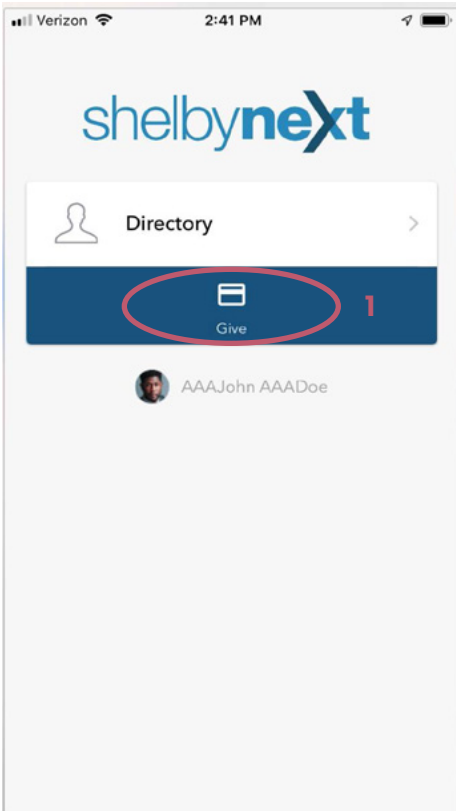 Verizon 2:41 PM
shelbynext
Directory
Give 1
AAAJohn AAADoe